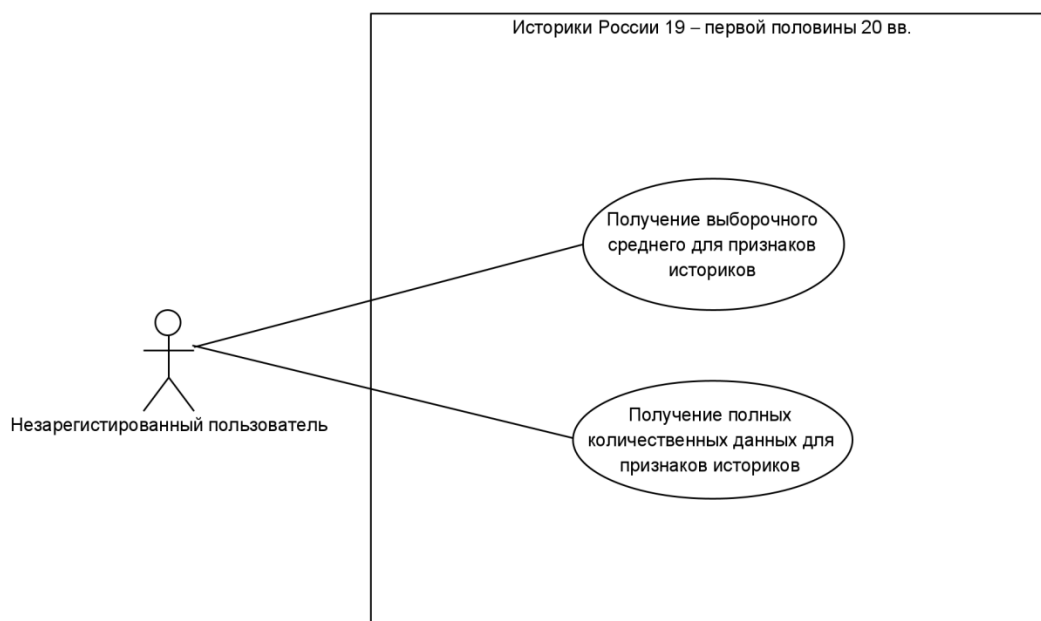 Историки России 19 – первой половины 20 вв.
Получение выборочного
среднего для признаков
историков
Незарегистированный пользователь
Получение полных
количественных данных для
признаков историков